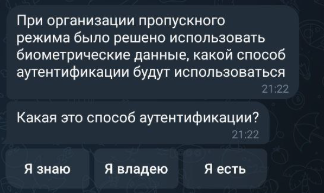 При организации пропускного
режима было решено использовать
биометрические данные, какой способ
аутентификации будут использоваться
21:22
Какая это способ аутентификации?
21:22
Я знаю
Я владею
Я есть